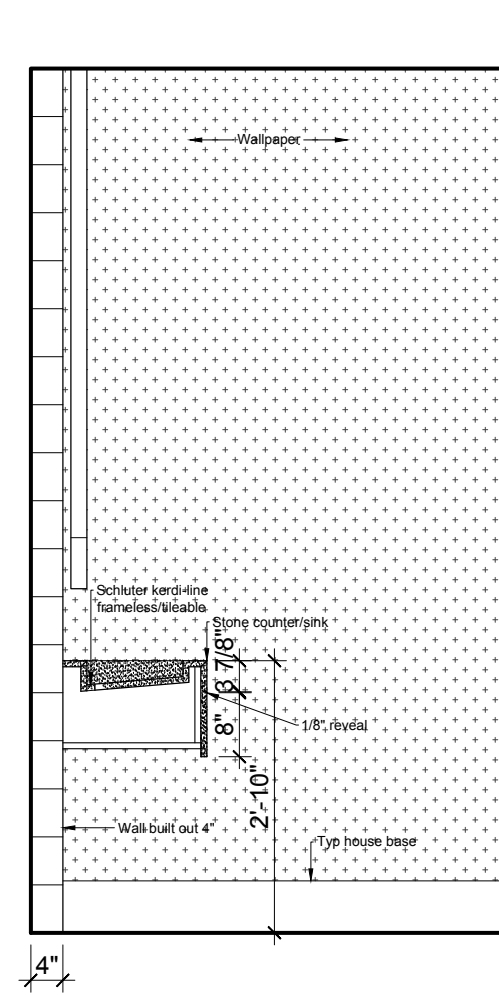 Wallpaper
Schluter kerdi-line
frameless/tileable
Stone counter/sink
3 7/8"
8"
1/8" reveal
2'-10"
Wall built out 4"
Typ house base
4"